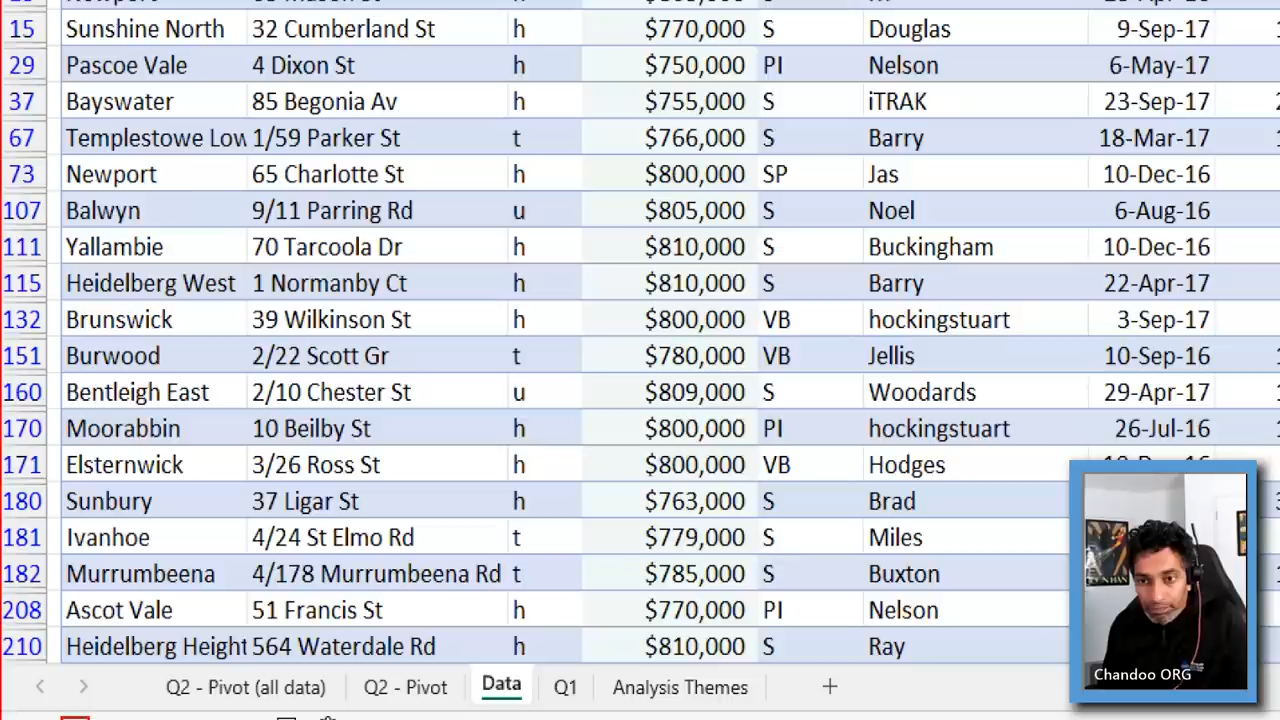 15 Sunshine North 32 Cumberland St h $770,000 S Douglas 9-Sep-17
29 Pascoe Vale 4 Dixon St h $750,000 PI Nelson 6-May-17
37 Bayswater 85 Begonia Av h $755,000 S iTRAK 23-Sep-17
67 Templestowe Low 1/59 Parker St t $766,000 S Barry 18-Mar-17
73 Newport 65 Charlotte St h $800,000 SP Jas 10-Dec-16
107 Balwyn 9/11 Parring Rd u $805,000 S Noel 6-Aug-16
111 Yallambie 70 Tarcoola Dr h $810,000 S Buckingham 10-Dec-16
115 Heidelberg West 1 Normanby Ct h $810,000 S Barry 22-Apr-17
132 Brunswick 39 Wilkinson St h $800,000 VB hockingstuart 3-Sep-17
151 Burwood 2/22 Scott Gr t $780,000 VB Jellis 10-Sep-16
160 Bentleigh East 2/10 Chester St u $809,000 S Woodards 29-Apr-17
170 Moorabbin 10 Beilby St h $800,000 PI hockingstuart 26-Jul-16
171 Elsternwick 3/26 Ross St h $800,000 VB Hodges
180 Sunbury 37 Ligar St h $763,000 S Brad
181 Ivanhoe 4/24 St Elmo Rd t $779,000 S Miles
182 Murrumbeena 4/178 Murrumbeena Rd t $785,000 S Buxton
208 Ascot Vale 51 Francis St h $770,000 PI Nelson
210 Heidelberg Height 564 Waterdale Rd h $810,000 S Ray
Chandoo ORG
Q2 - Pivot (all data) Q2 - Pivot Data Q1 Analysis Themes +